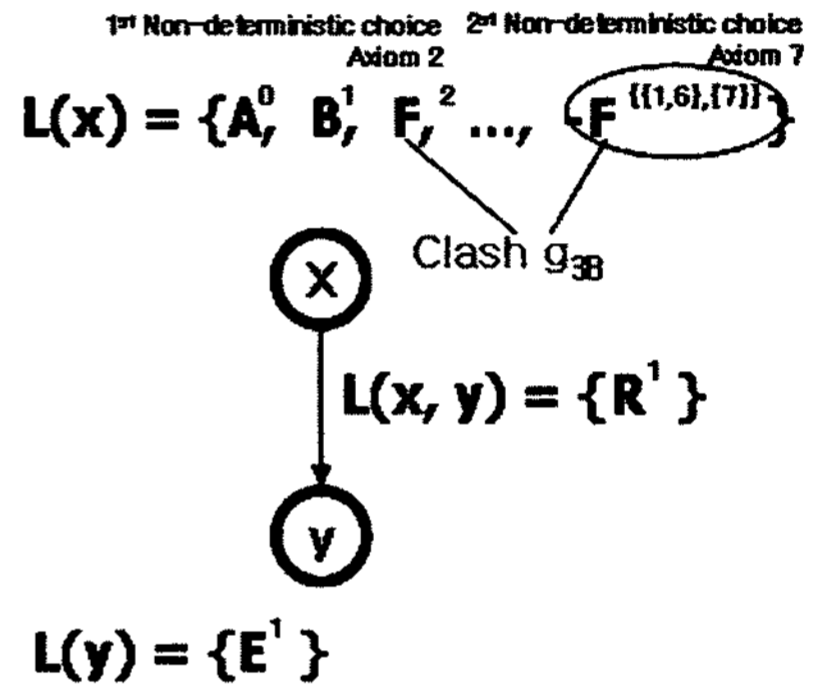 1st Non-deterministic choice 2nd Non-deterministic choice
Axiom 2 Axiom 7
L(x) = {A⁰, B¹, F,² ..., ¬F {{1,6},{7}} }
Clash g3B
X
L(x, y) = {R¹ }
y
L(y) = {E¹ }